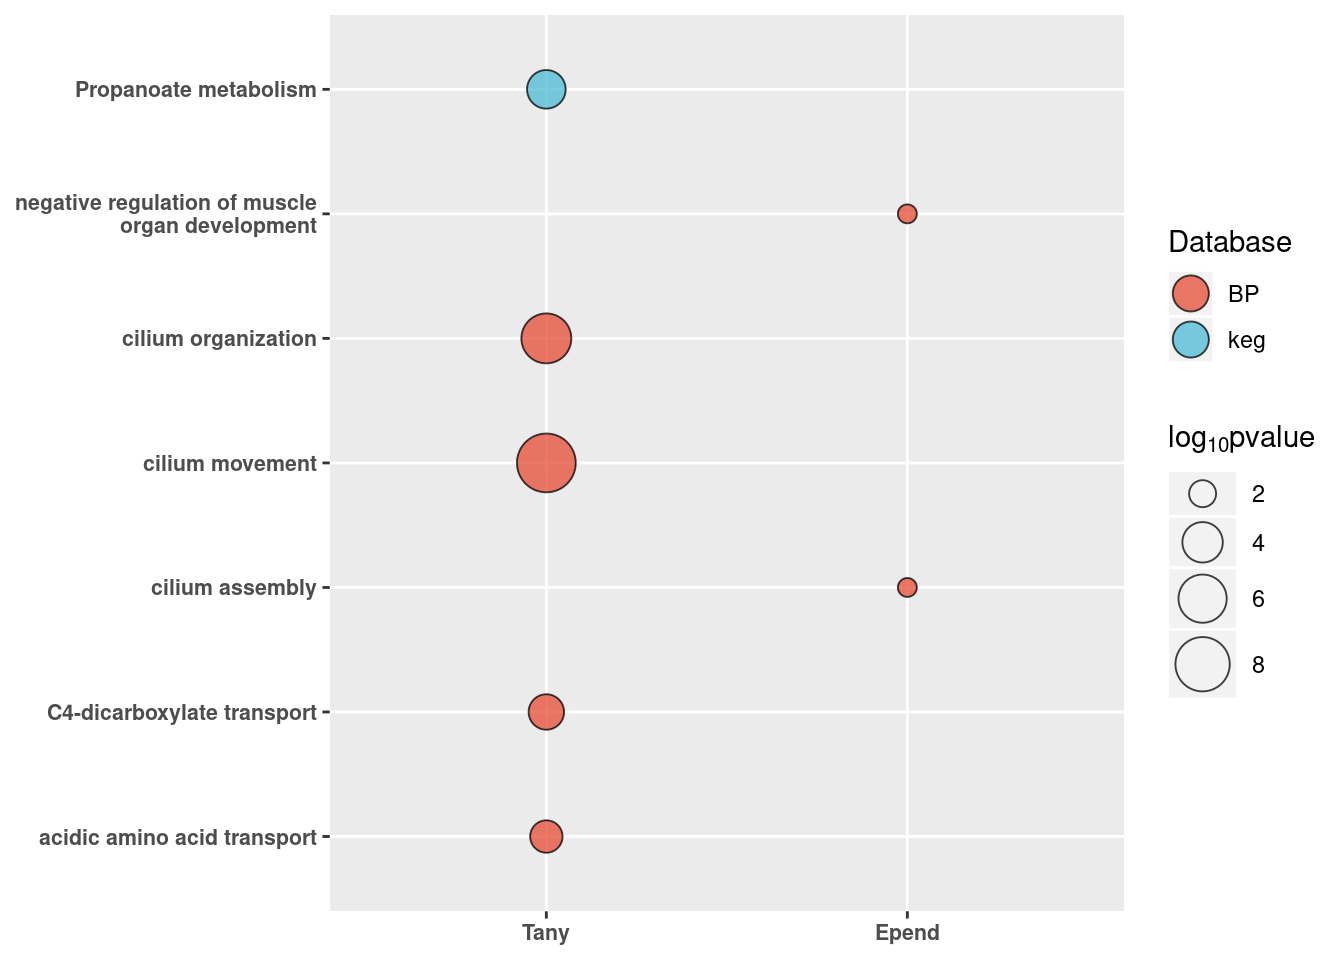 Propanoate metabolism
negative regulation of muscle
organ development
cilium organization
cilium movement
cilium assembly
C4-dicarboxylate transport
acidic amino acid transport
Tany
Epend
Database
BP
keg
log₁₀pvalue
2
4
6
8